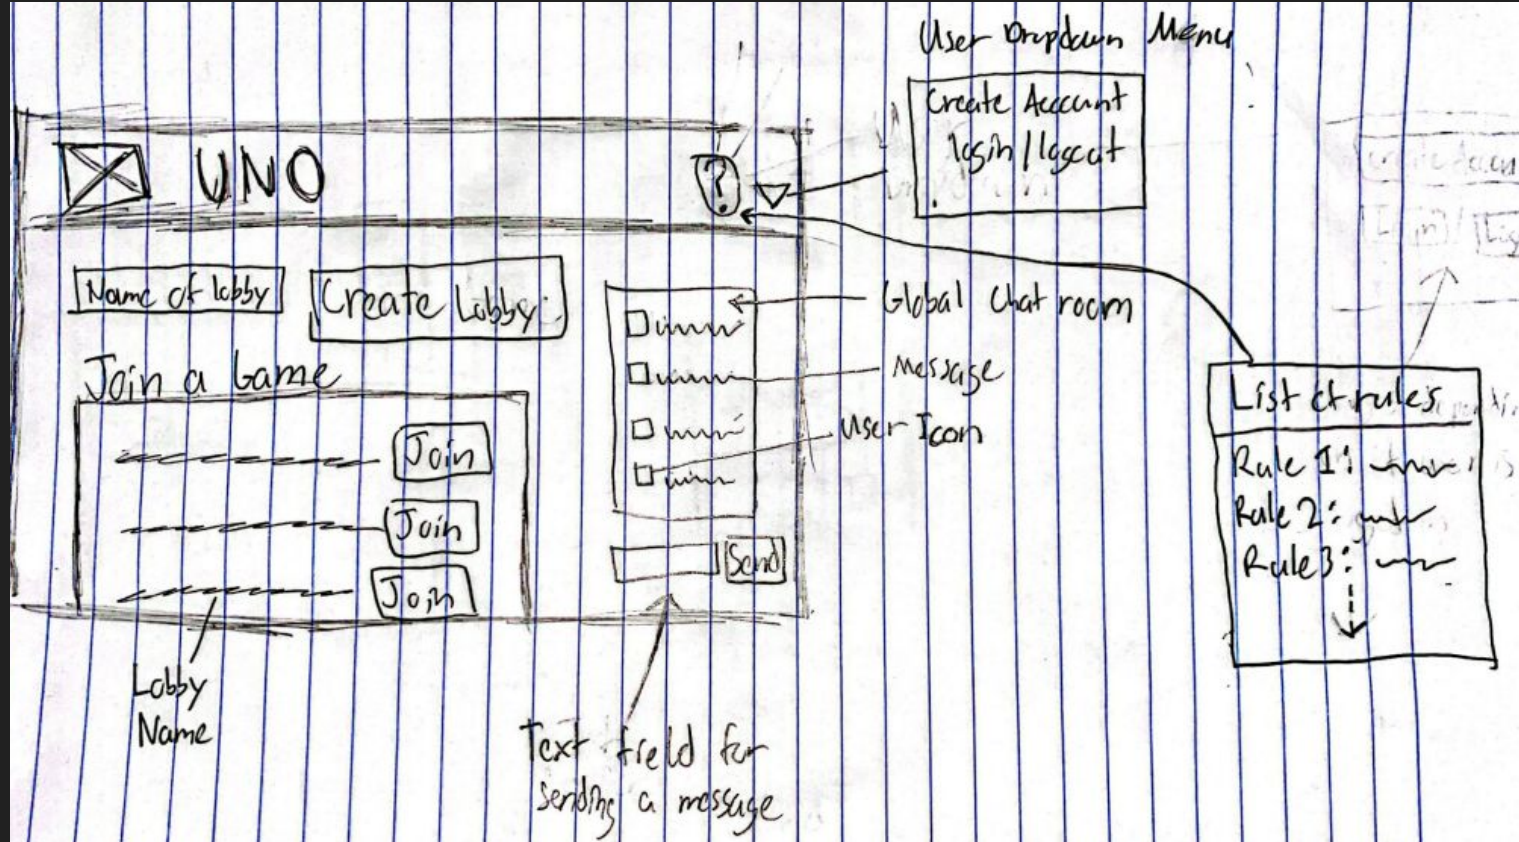 User Dropdown Menu
Create Account
login/logout
UNO
?
Name of lobby
Create Lobby
Global Chat room
Message
User Icon
Join a Game
Join
Join
Join
Send
List of rules
Rule 1:
Rule 2:
Rule 3:
Lobby
Name
Text field for
sending a message